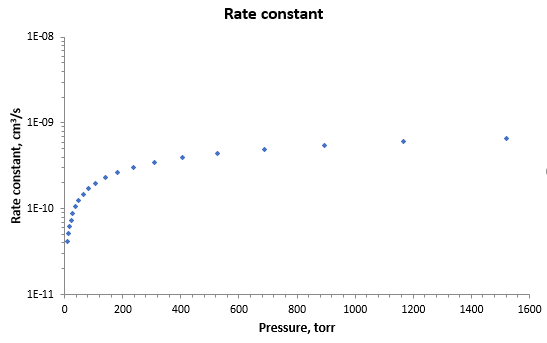 Rate constant
1E-08
1E-09
1E-10
1E-11
Rate constant, cm³/s
0 200 400 600 800 1000 1200 1400 1600
Pressure, torr